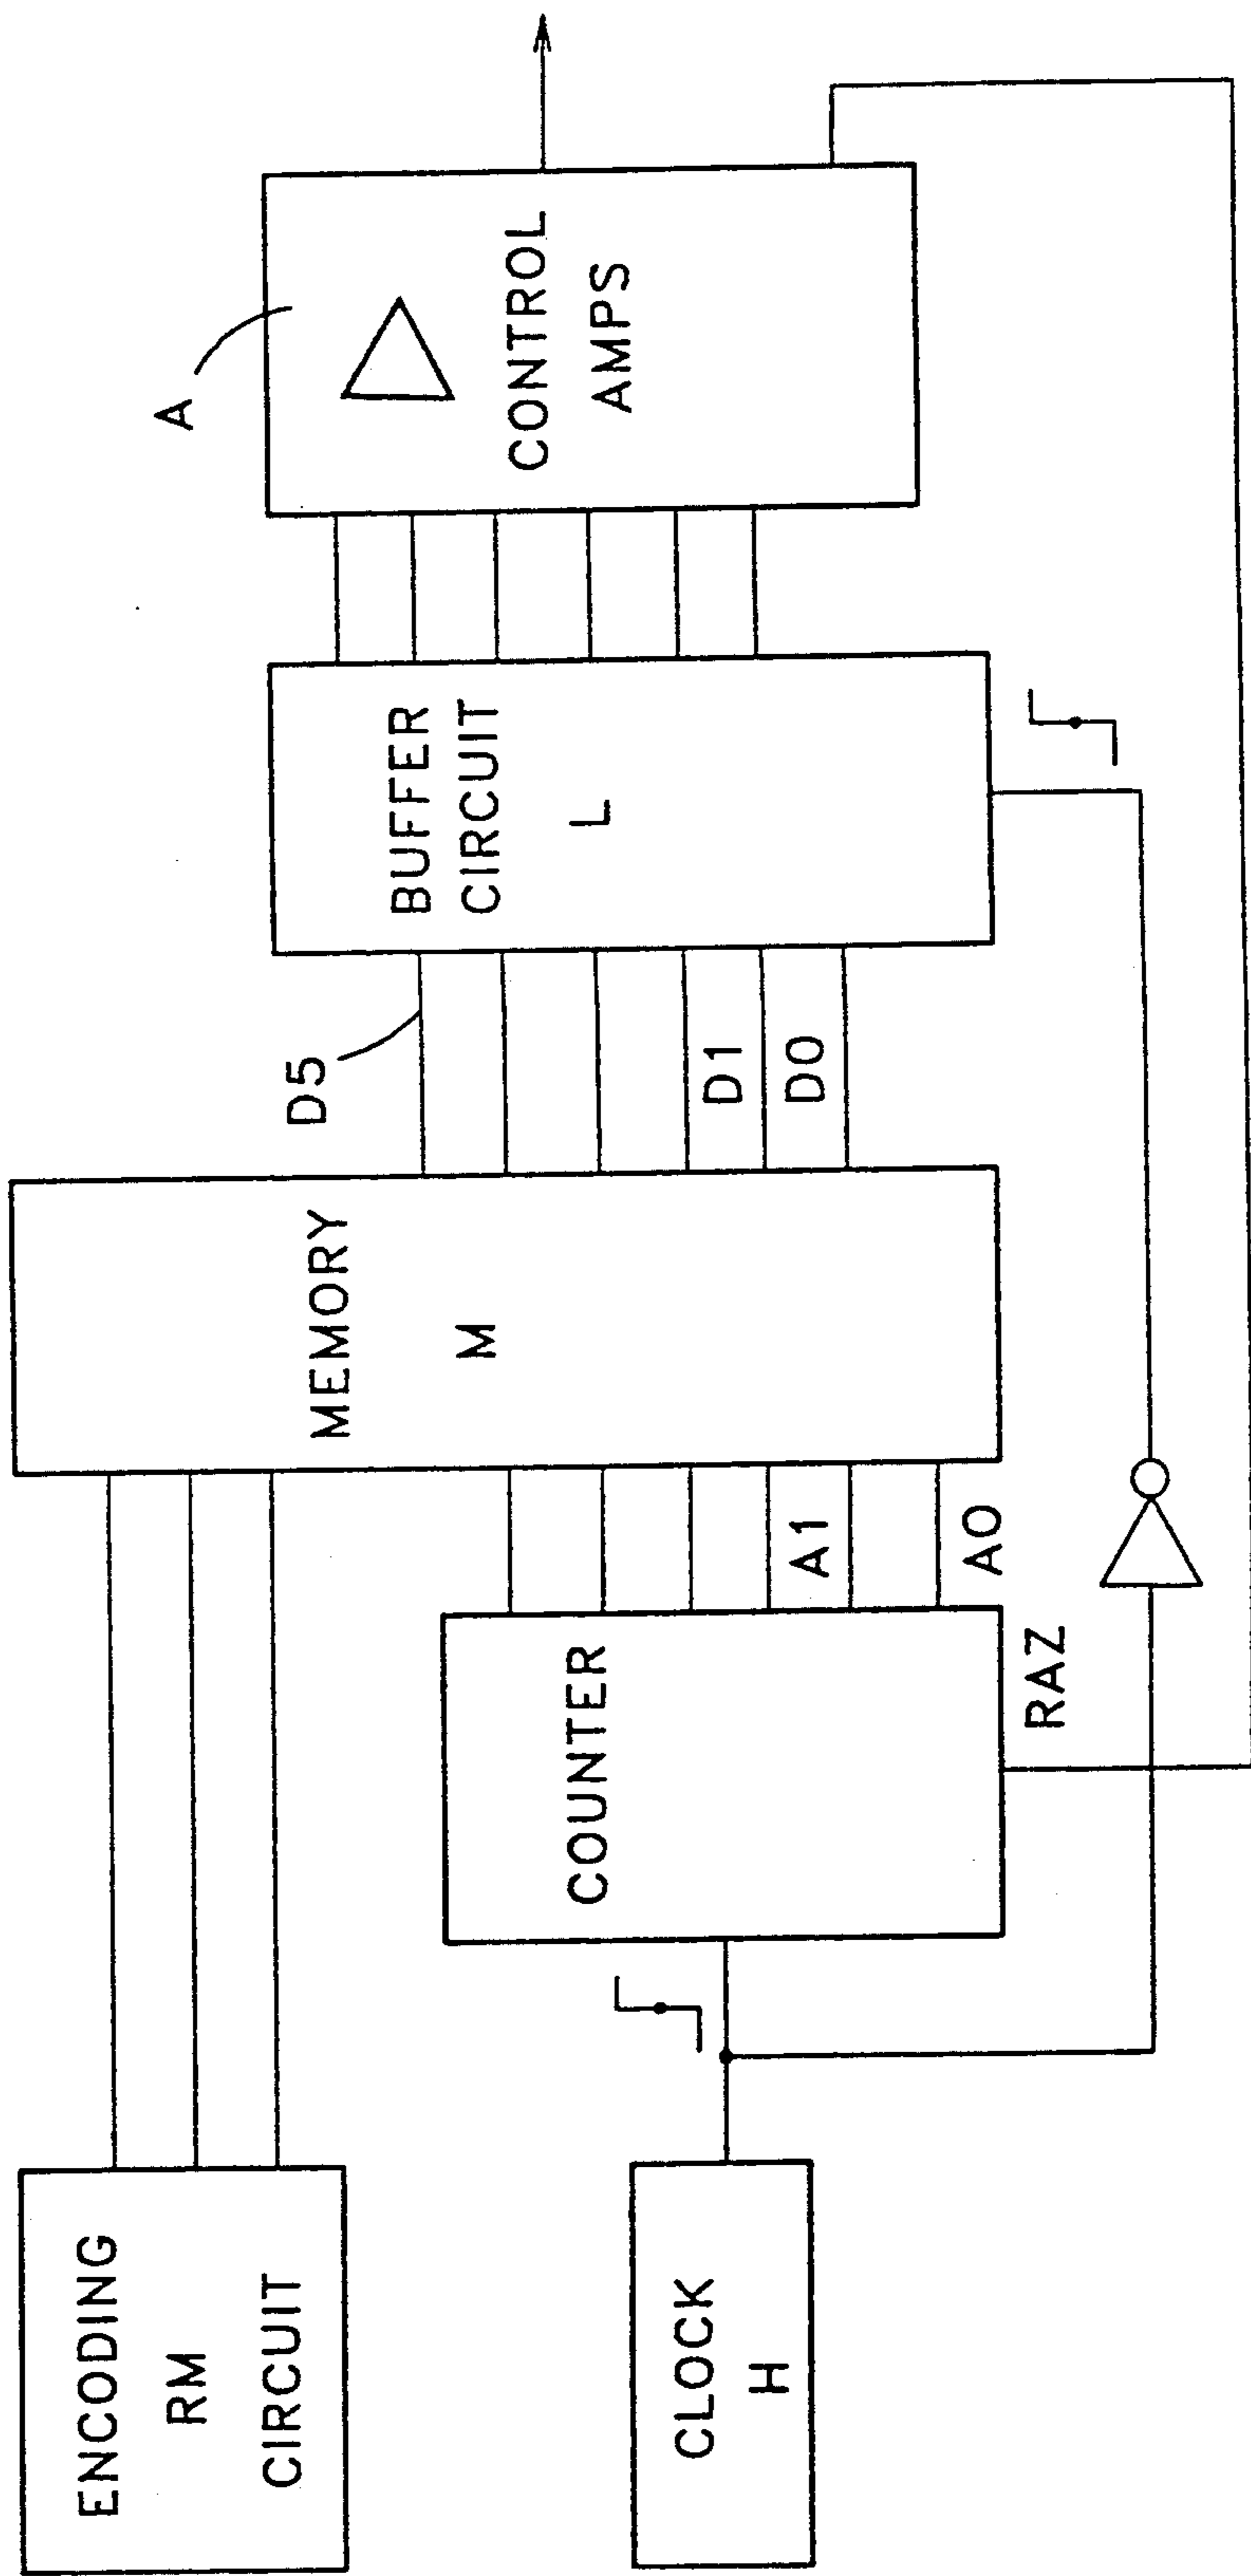 ENCODING
RM
CIRCUIT
CLOCK
H
COUNTER
RAZ
A1
A0
MEMORY
M
D5
D1
D0
BUFFER
CIRCUIT
L
A
CONTROL
AMPS